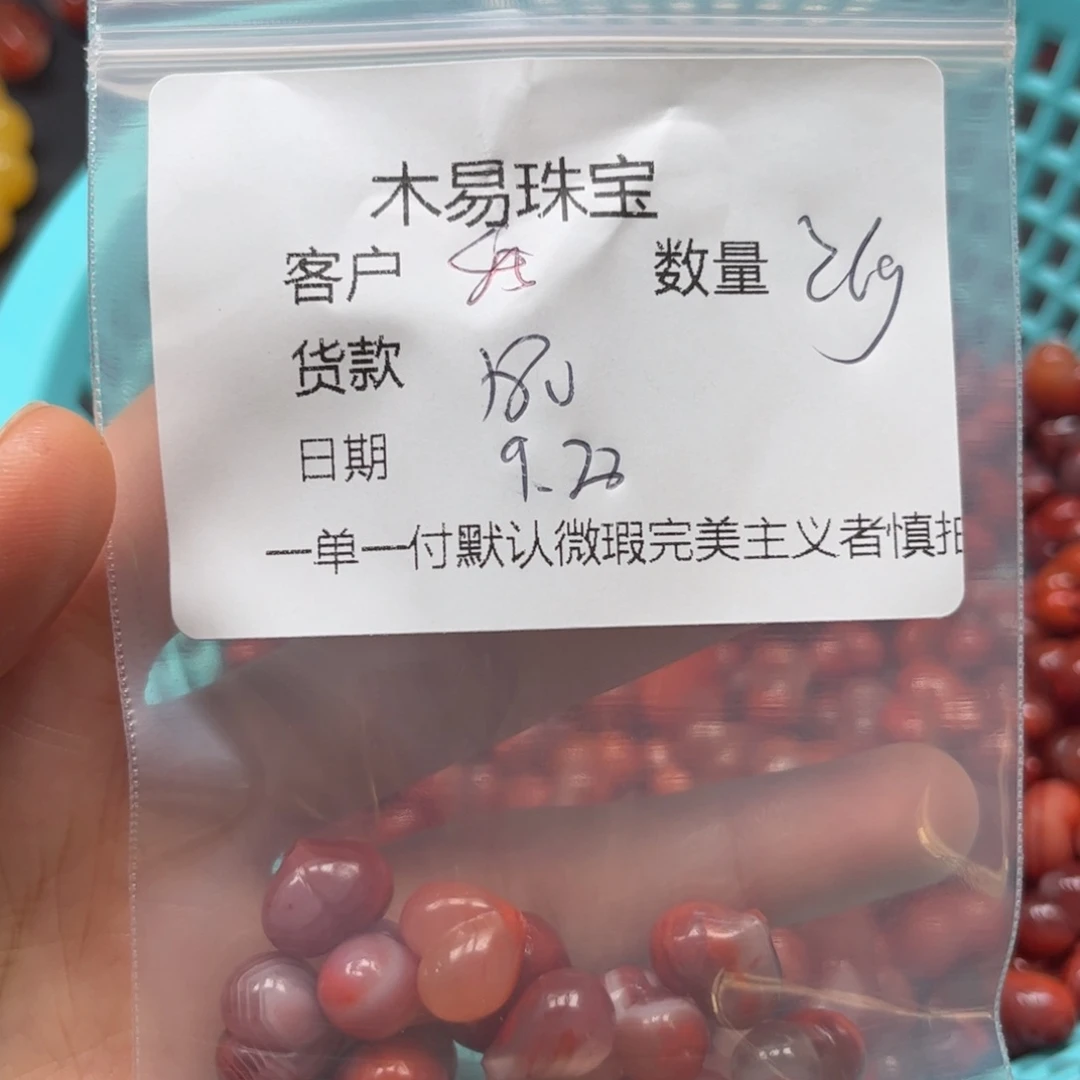 木易珠宝
客户 数量 26g
货款 180
日期 9.23
一单一付默认微瑕完美主义者慎拍